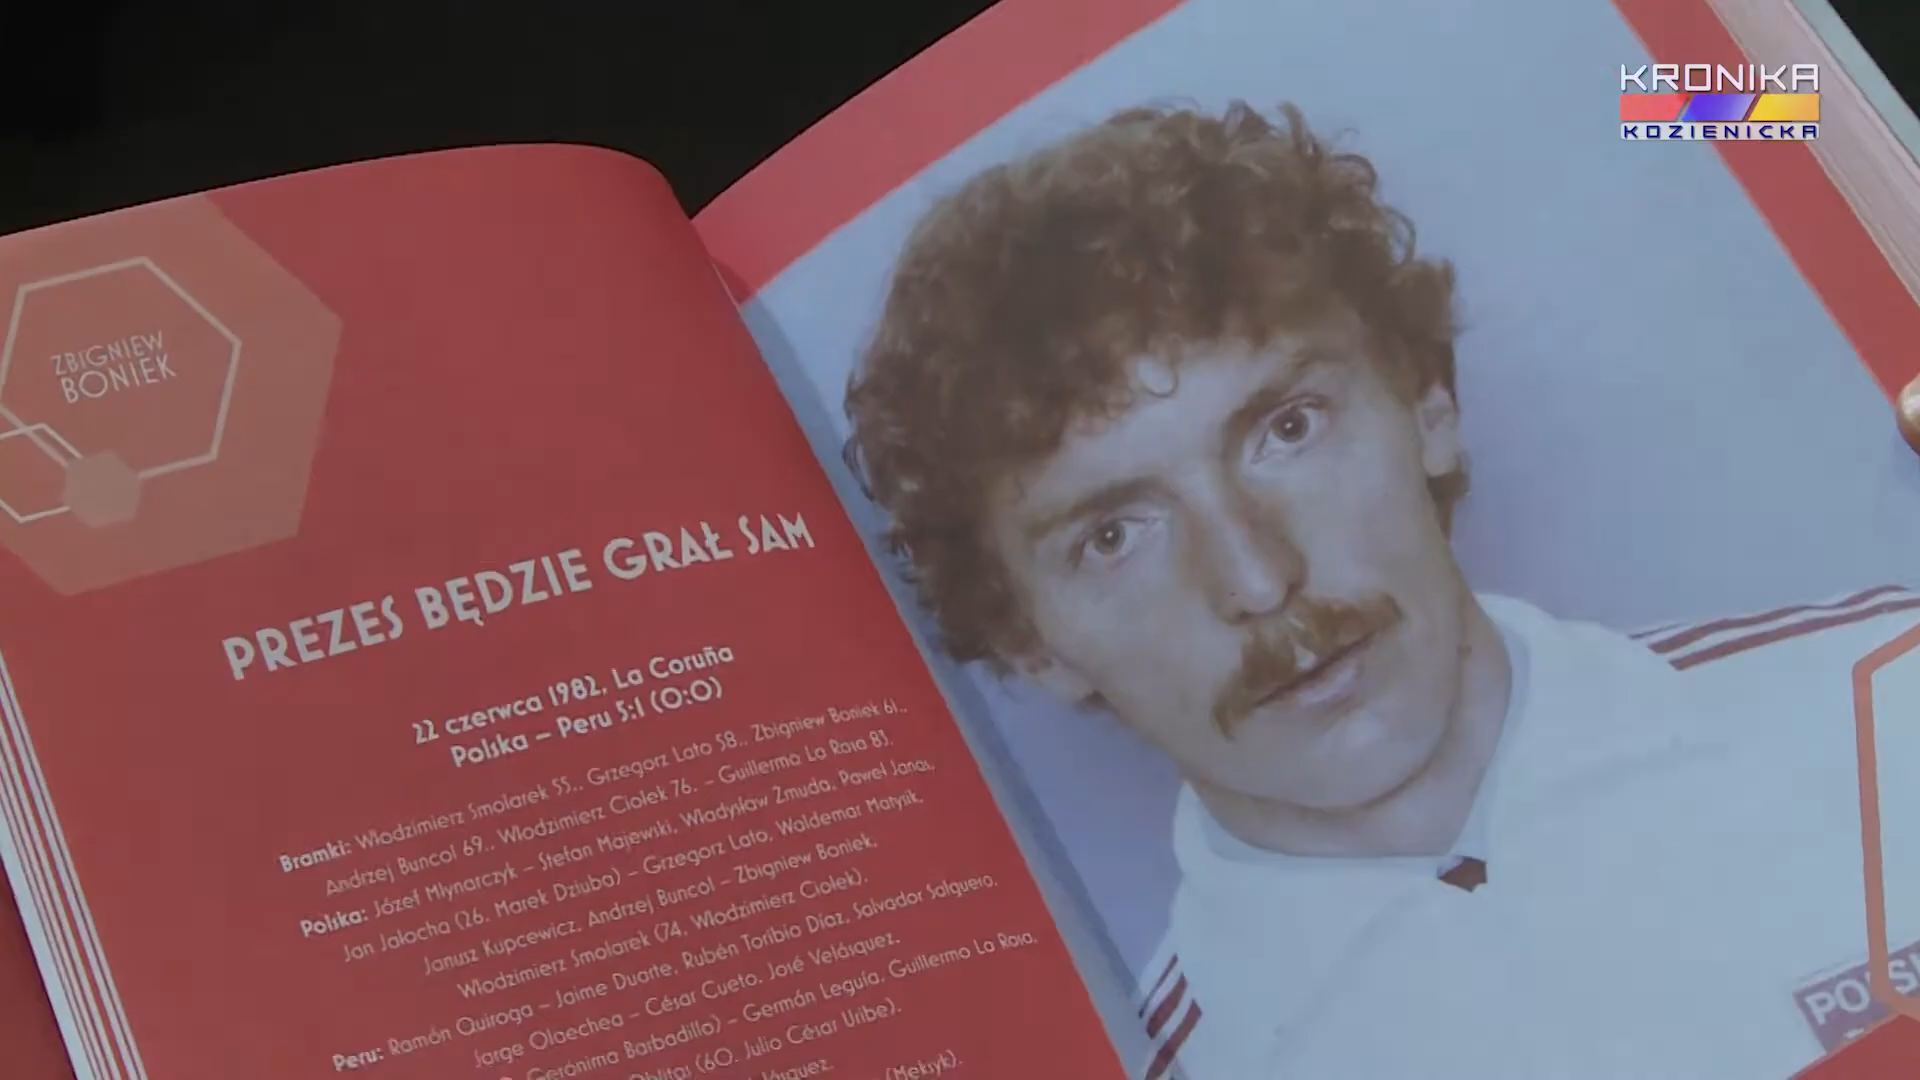 KRONIKA
KOZIENICKA
ZBIGNIEW
BONIEK
PREZES BĘDZIE GRAŁ SAM
22 czerwca 1982, La Coruña
Polska – Peru 5:1 (0:0)
Bramki: Włodzimierz Smolarek 55., Grzegorz Lato 58., Zbigniew Boniek 61.,
Andrzej Buncol 69., Włodzimierz Ciołek 76. – Guillermo La Rosa 83.
Polska: Józef Młynarczyk – Stefan Majewski, Władysław Żmuda, Paweł Janas,
Jan Jałocha (26. Marek Dziuba) – Grzegorz Lato, Waldemar Matysik,
Janusz Kupcewicz, Andrzej Buncol – Zbigniew Boniek,
Włodzimierz Smolarek (74. Włodzimierz Ciołek).
Peru: Ramón Quiroga – Jaime Duarte, Rubén Toribio Díaz, Salvador Salguero,
Jorge Olaechea – César Cueto, José Velásquez,
Gerónimo Barbadillo) – Germán Leguía, Guillermo La Rosa,
Oblitas (60. Julio César Uribe).
(Meksyk).